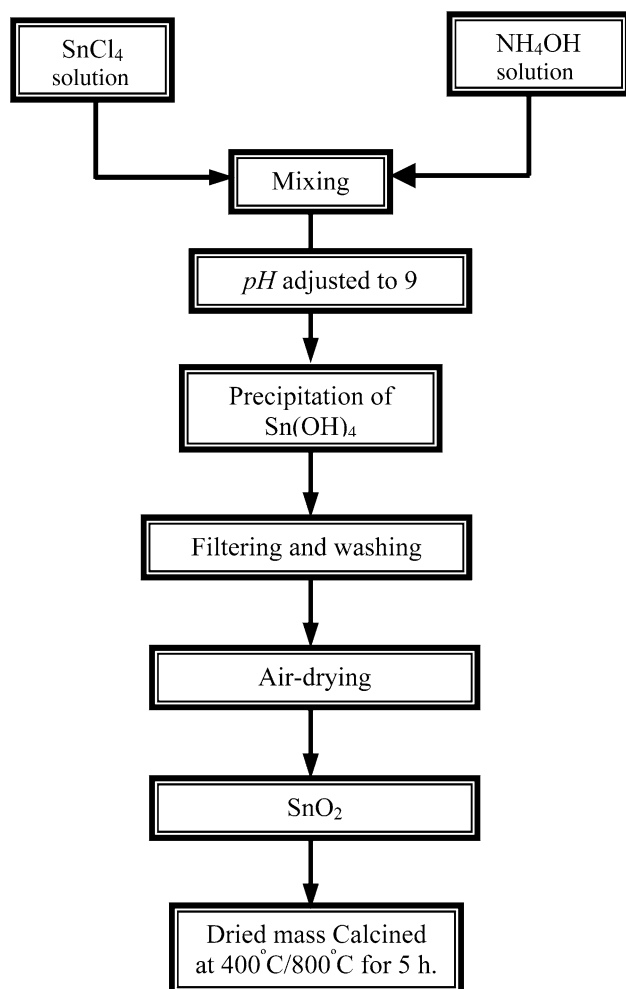 SnCl₄
solution
NH₄OH
solution
Mixing
pH adjusted to 9
Precipitation of
Sn(OH)₄
Filtering and washing
Air-drying
SnO₂
Dried mass Calcined
at 400°C/800°C for 5 h.